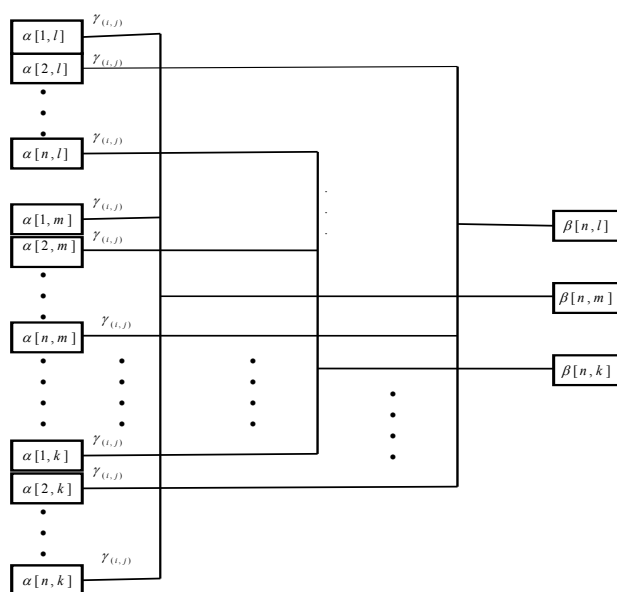 γ(i,j)
α[1,l]
γ(i,j)
α[2,l]
γ(i,j)
α[n,l]
γ(i,j)
α[1,m]
γ(i,j)
α[2,m]
β[n,l]
β[n,m]
γ(i,j)
α[n,m]
β[n,k]
γ(i,j)
α[1,k]
γ(i,j)
α[2,k]
γ(i,j)
α[n,k]